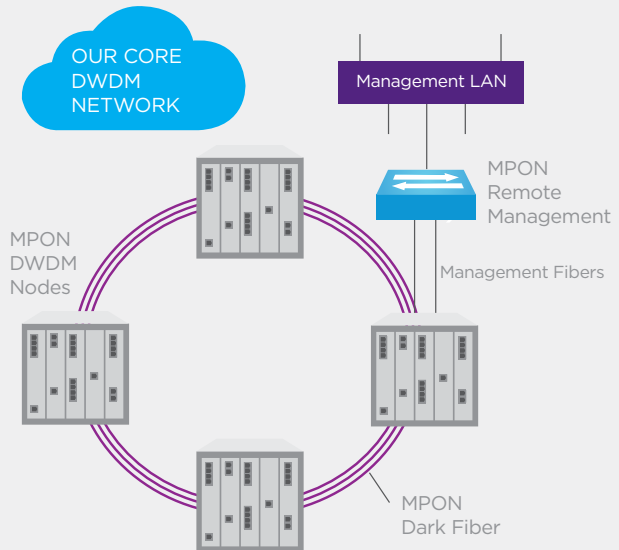 OUR CORE
DWDM
NETWORK
Management LAN
MPON
Remote
Management
MPON
DWDM
Nodes
Management Fibers
MPON
Dark Fiber